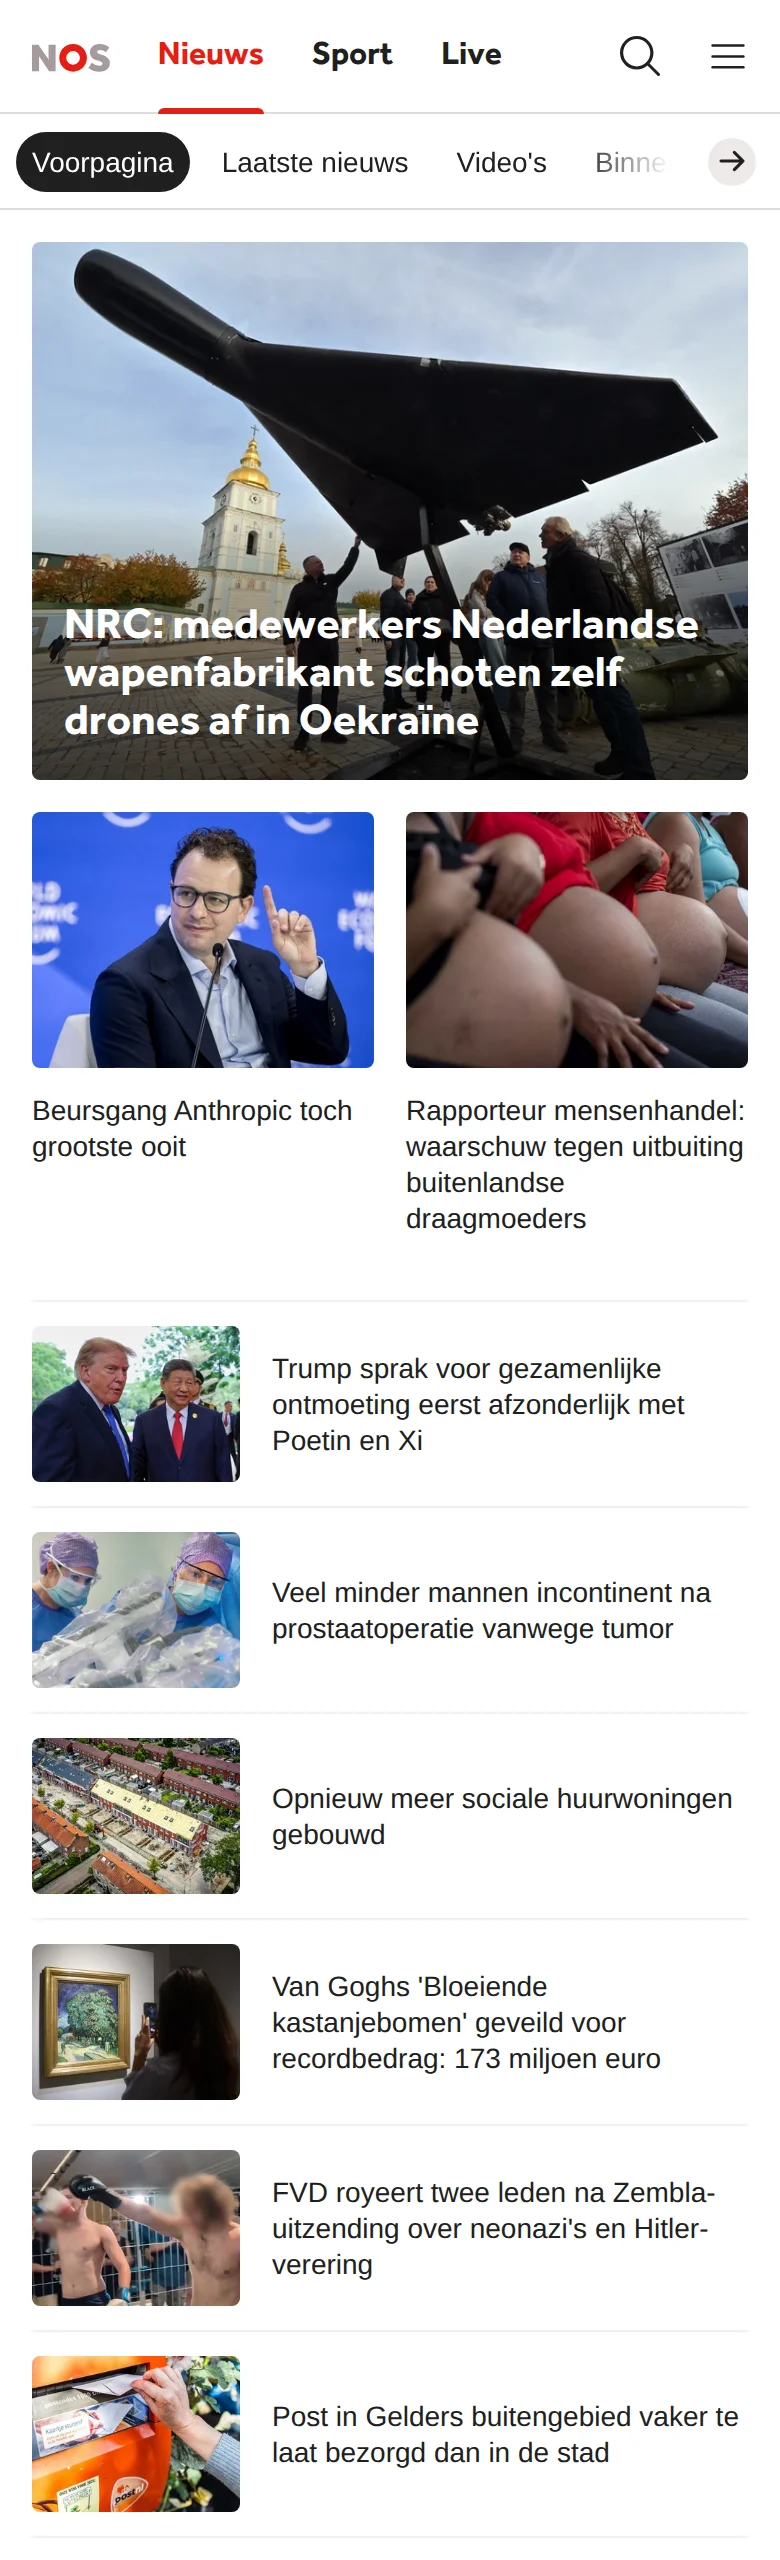 NOS
Nieuws
Sport
Live
Voorpagina
Laatste nieuws
Video's
Binne
NRC: medewerkers Nederlandse
wapenfabrikant schoten zelf
drones af in Oekraïne
Beursgang Anthropic toch
grootste ooit
Rapporteur mensenhandel:
waarschuw tegen uitbuiting
buitenlandse
draagmoeders
Trump sprak voor gezamenlijke
ontmoeting eerst afzonderlijk met
Poetin en Xi
Veel minder mannen incontinent na
prostaatoperatie vanwege tumor
Opnieuw meer sociale huurwoningen
gebouwd
Van Goghs 'Bloeiende
kastanjebomen' geveild voor
recordbedrag: 173 miljoen euro
FVD royeert twee leden na Zembla-
uitzending over neonazi's en Hitler-
verering
Post in Gelders buitengebied vaker te
laat bezorgd dan in de stad